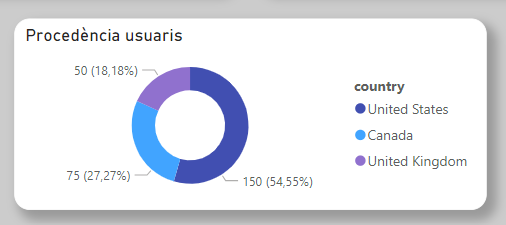 Procedència usuaris
50 (18,18%)
75 (27,27%)
150 (54,55%)
country
United States
Canada
United Kingdom